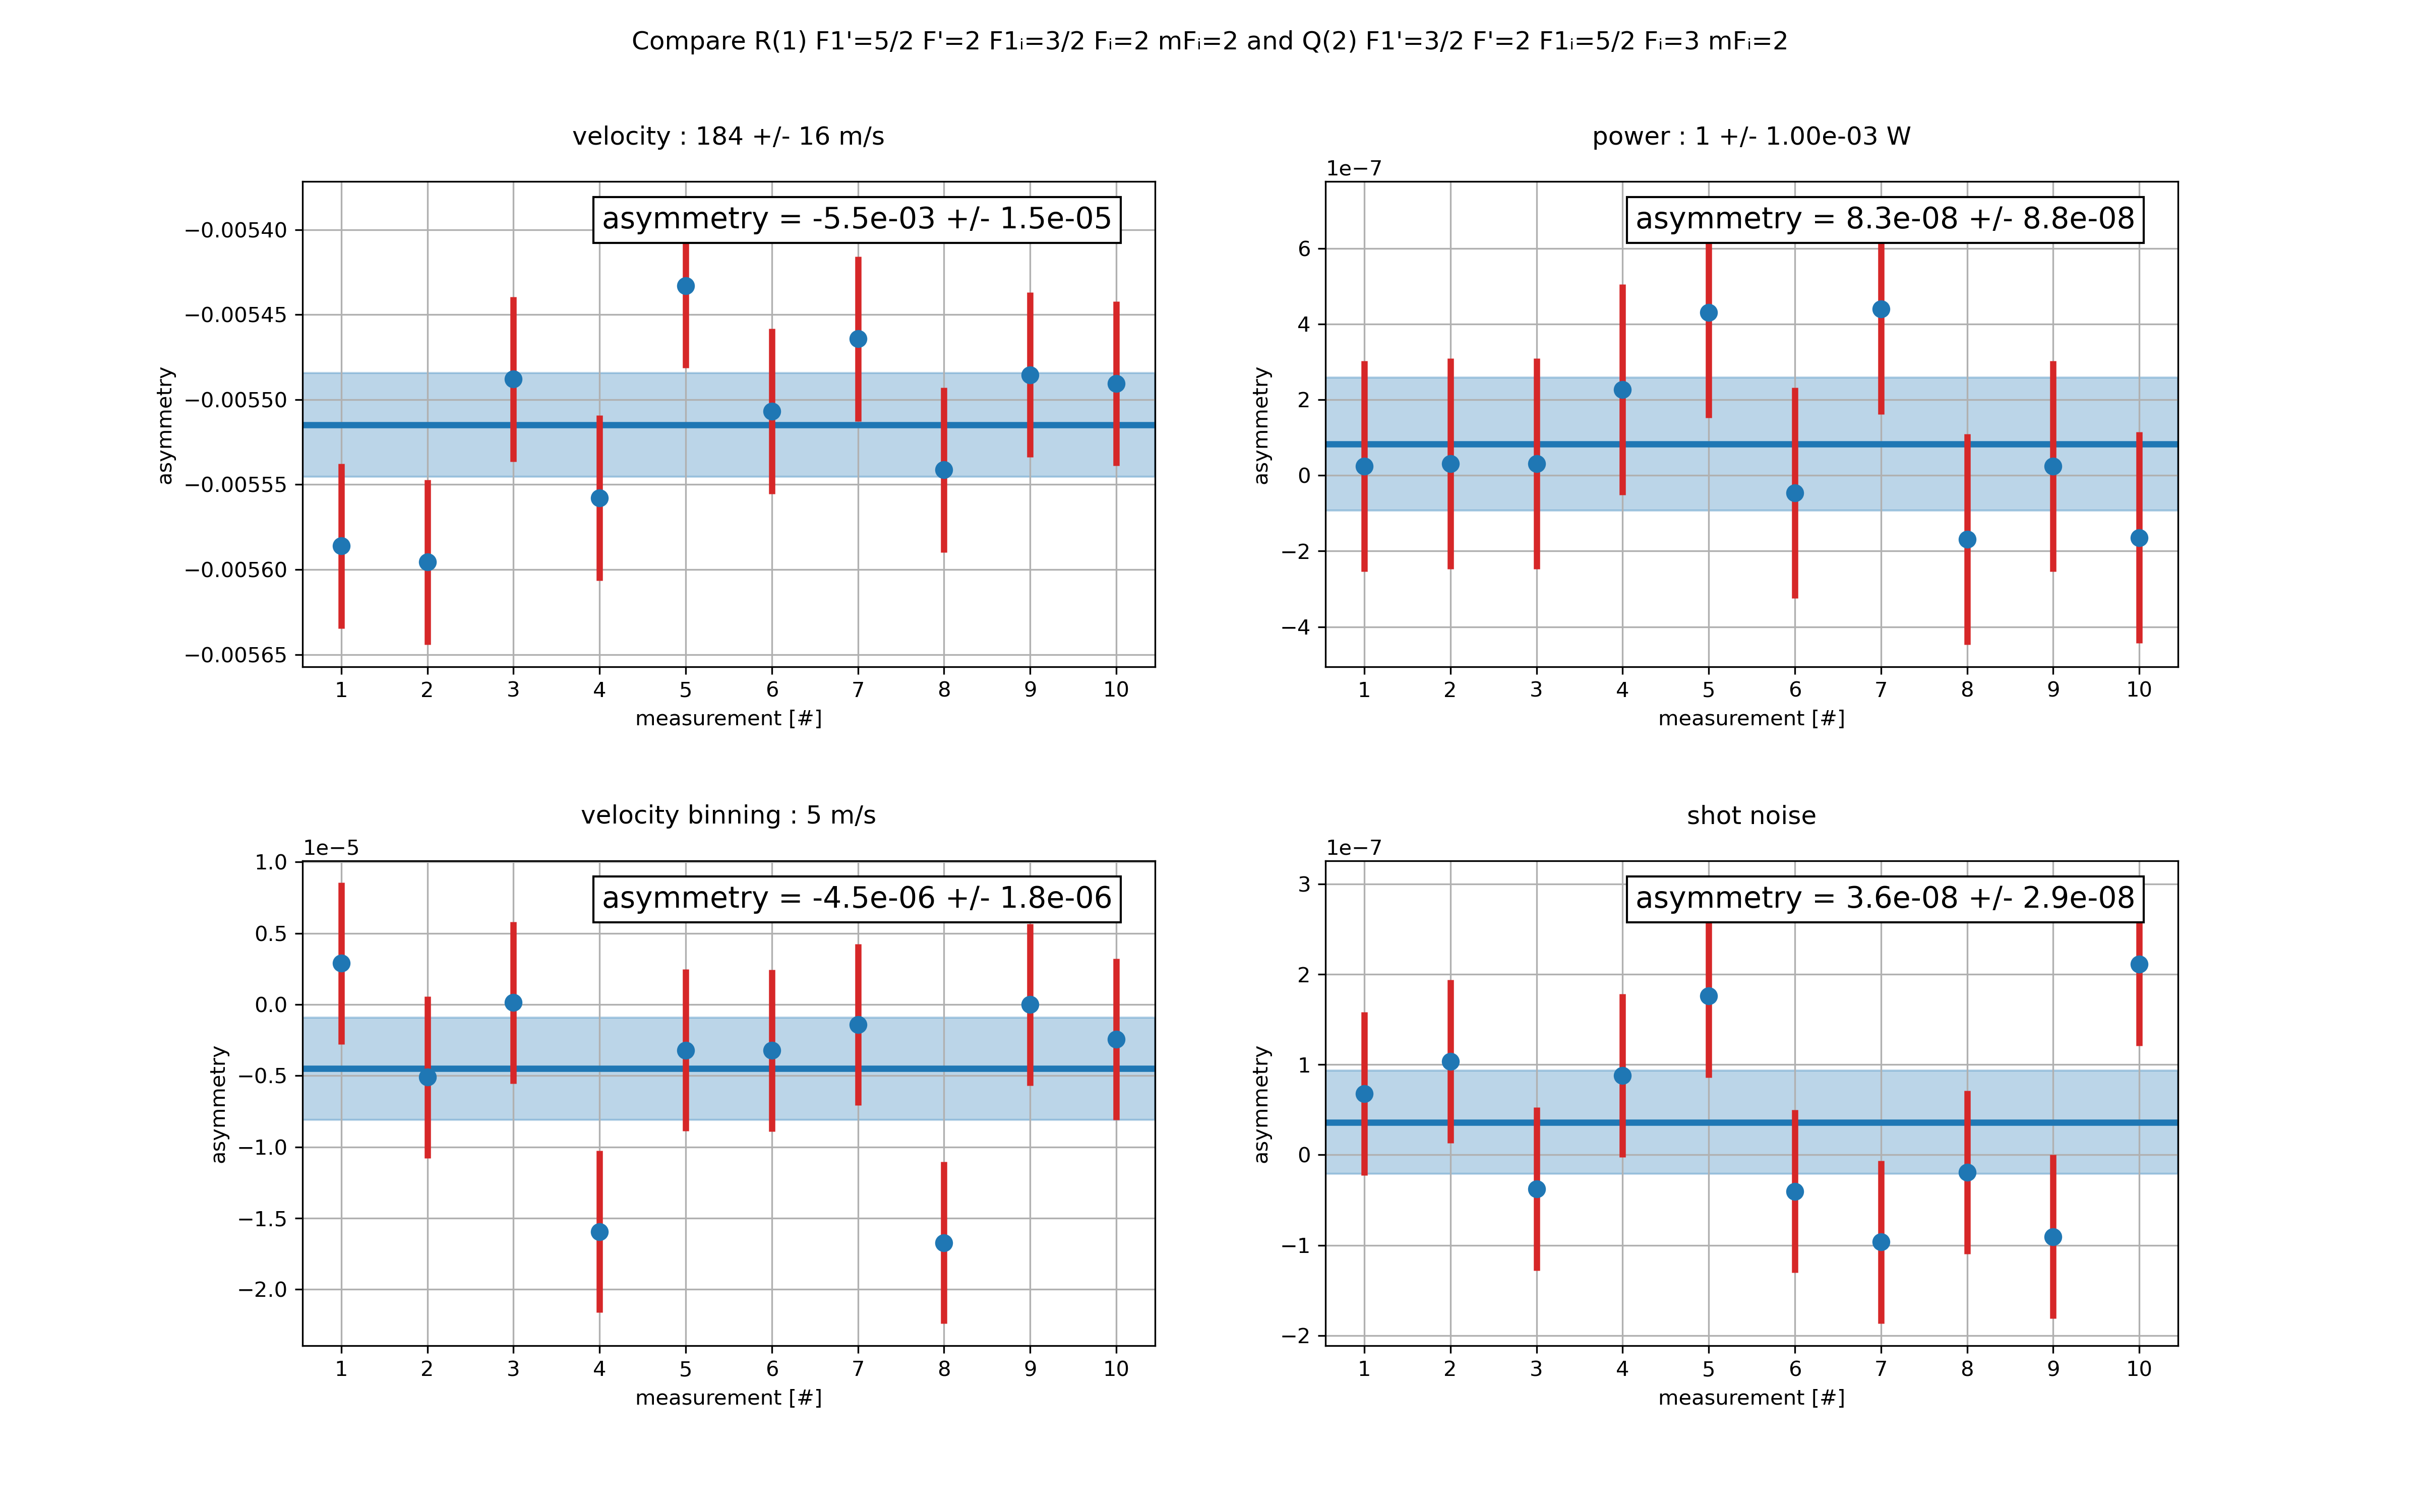 Compare R(1) F1'=5/2 F'=2 F1ᵢ=3/2 Fᵢ=2 mFᵢ=2 and Q(2) F1'=3/2 F'=2 F1ᵢ=5/2 Fᵢ=3 mFᵢ=2
velocity : 184 +/- 16 m/s
asymmetry = -5.5e-03 +/- 1.5e-05
−0.00540
−0.00545
−0.00550
−0.00555
−0.00560
−0.00565
asymmetry
1 2 3 4 5 6 7 8 9 10
measurement [#]
power : 1 +/- 1.00e-03 W
1e−7
asymmetry = 8.3e-08 +/- 8.8e-08
6
4
2
0
−2
−4
asymmetry
1 2 3 4 5 6 7 8 9 10
measurement [#]
velocity binning : 5 m/s
1e−5
asymmetry = -4.5e-06 +/- 1.8e-06
1.0
0.5
0.0
−0.5
−1.0
−1.5
−2.0
asymmetry
1 2 3 4 5 6 7 8 9 10
measurement [#]
shot noise
1e−7
asymmetry = 3.6e-08 +/- 2.9e-08
3
2
1
0
−1
−2
asymmetry
1 2 3 4 5 6 7 8 9 10
measurement [#]